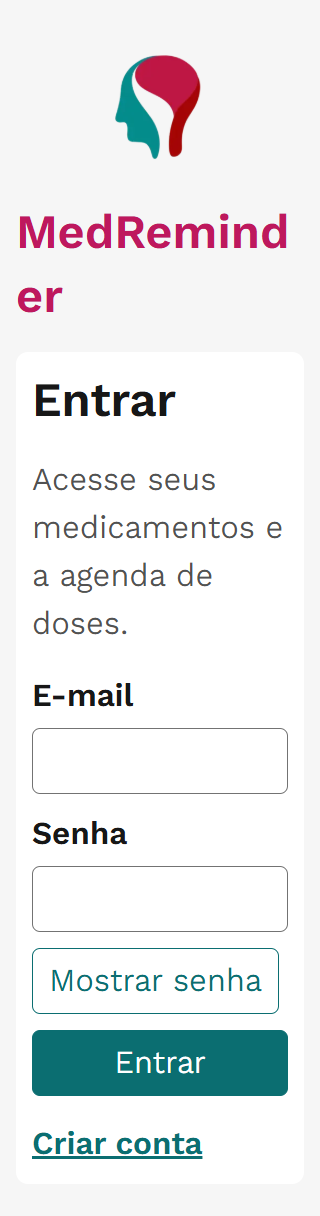 MedRemind
er
Entrar
Acesse seus
medicamentos e
a agenda de
doses.
E-mail
Senha
Mostrar senha
Entrar
Criar conta